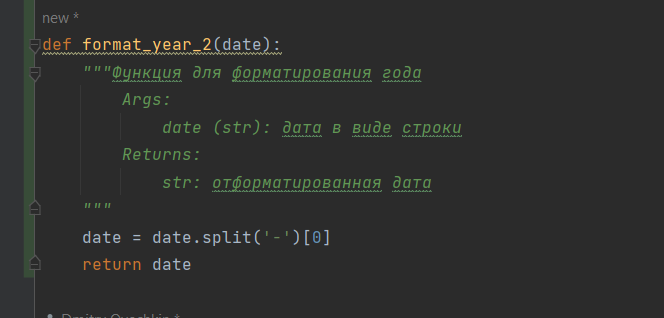 new *
def format_year_2(date):
    """Функция для форматирования года
        Args:
            date (str): дата в виде строки
        Returns:
            str: отформатированная дата
    """
    date = date.split('-')[0]
    return date